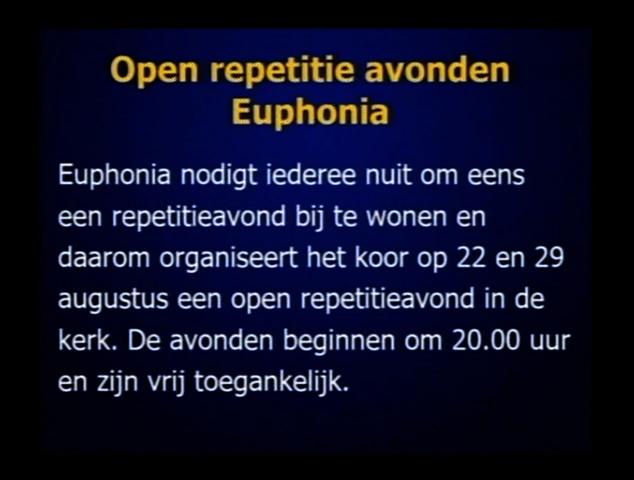 Open repetitie avonden
Euphonia
Euphonia nodigt iederee nuit om eens
een repetitieavond bij te wonen en
daarom organiseert het koor op 22 en 29
augustus een open repetitieavond in de
kerk. De avonden beginnen om 20.00 uur
en zijn vrij toegankelijk.